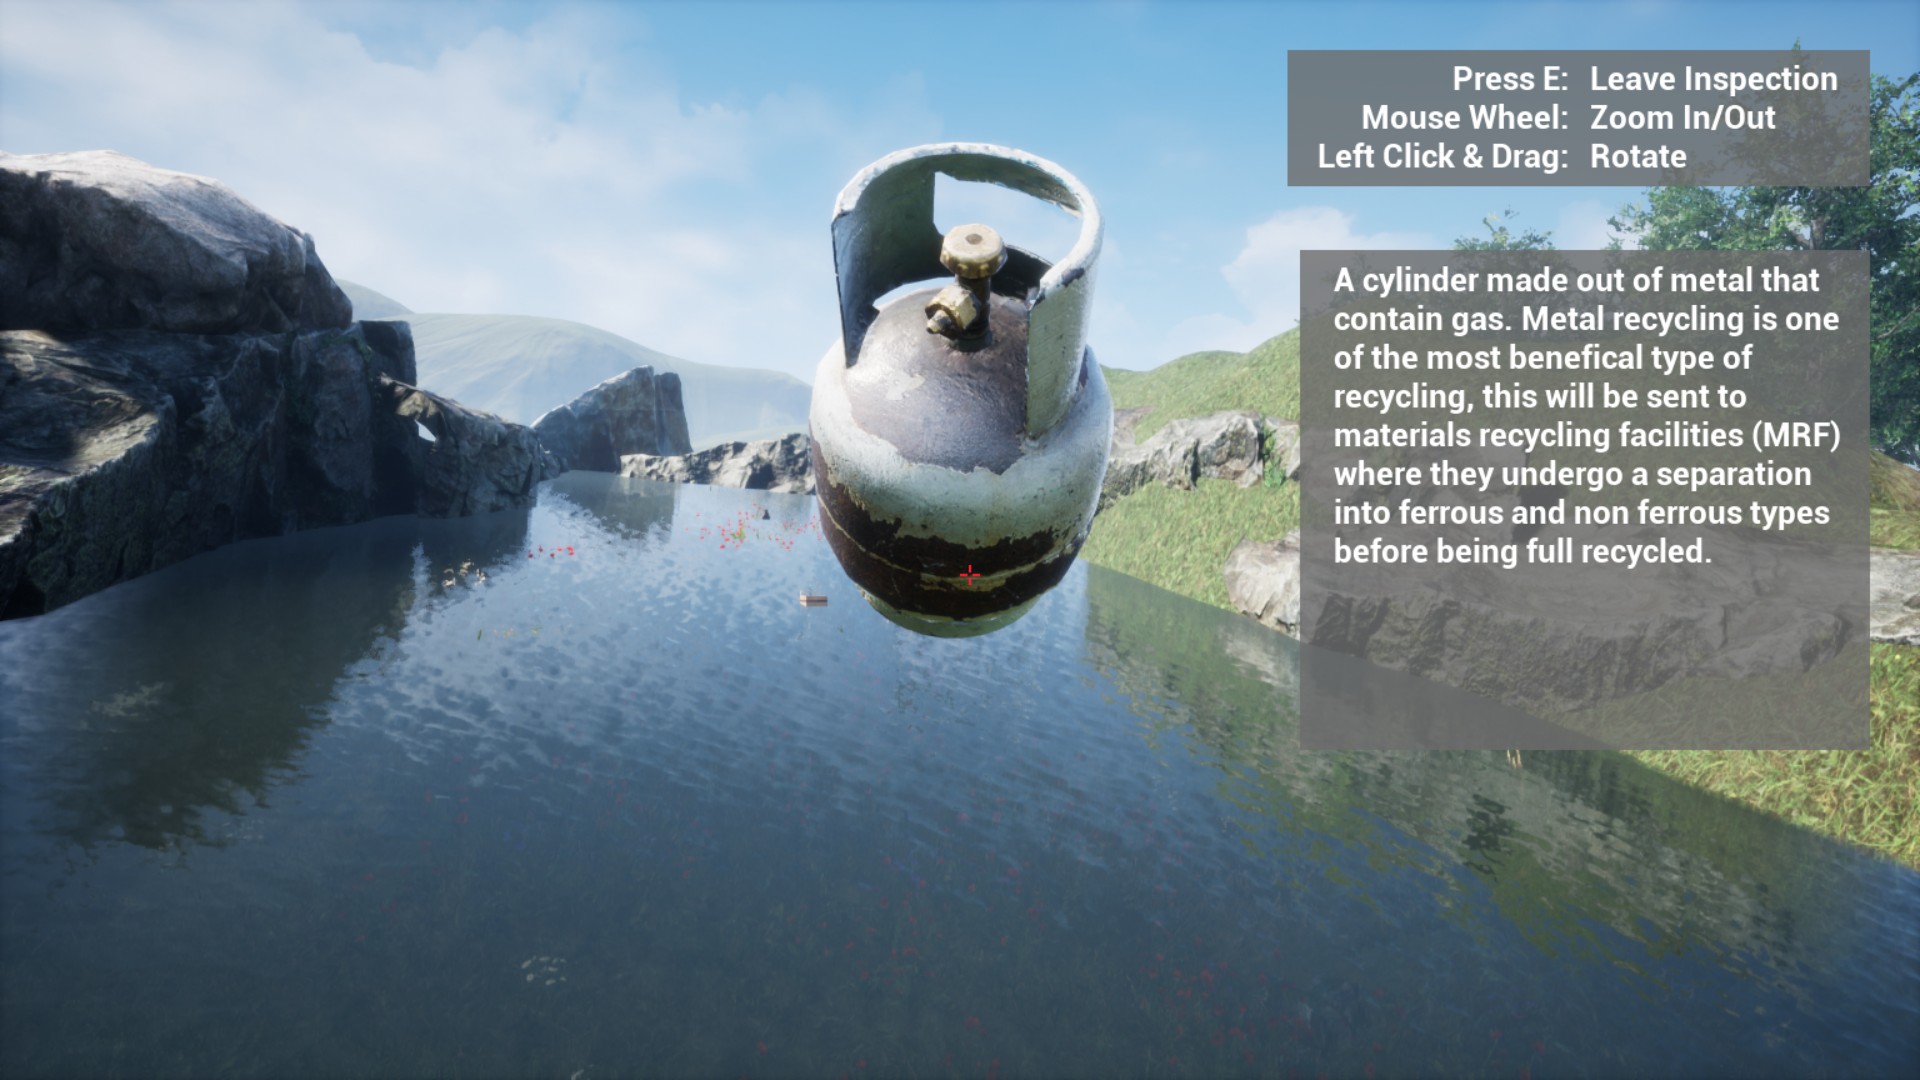 Press E: Leave Inspection
Mouse Wheel: Zoom In/Out
Left Click & Drag: Rotate
A cylinder made out of metal that
contain gas. Metal recycling is one
of the most benefical type of
recycling, this will be sent to
materials recycling facilities (MRF)
where they undergo a separation
into ferrous and non ferrous types
before being full recycled.